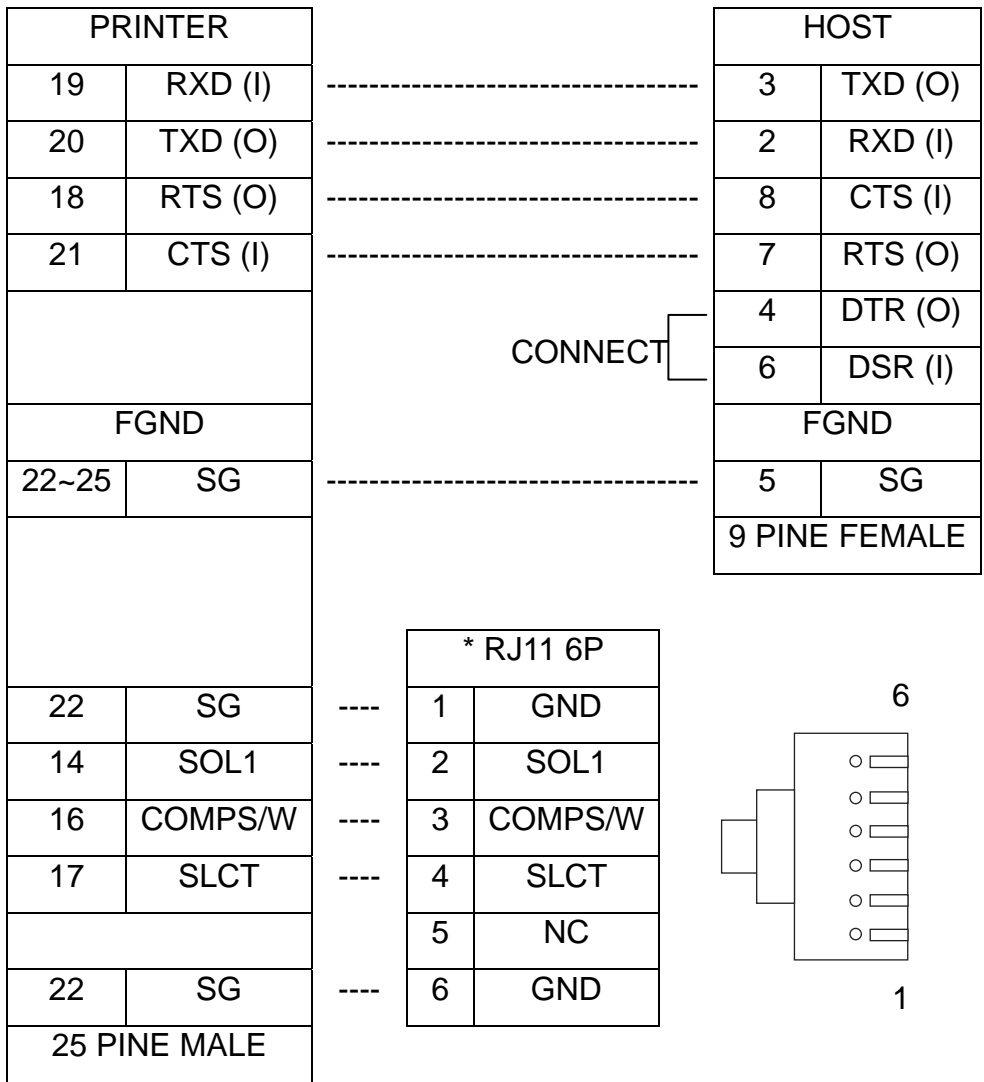 PRINTER HOST
19 RXD (I) --------------------------------- 3 TXD (O)
20 TXD (O) --------------------------------- 2 RXD (I)
18 RTS (O) --------------------------------- 8 CTS (I)
21 CTS (I) --------------------------------- 7 RTS (O)
4 DTR (O)
CONNECT
6 DSR (I)
FGND FGND
22~25 SG --------------------------------- 5 SG
9 PINE FEMALE
* RJ11 6P
22 SG ---- 1 GND 6
14 SOL1 ---- 2 SOL1
16 COMPS/W ---- 3 COMPS/W
17 SLCT ---- 4 SLCT
5 NC
22 SG ---- 6 GND 1
25 PINE MALE